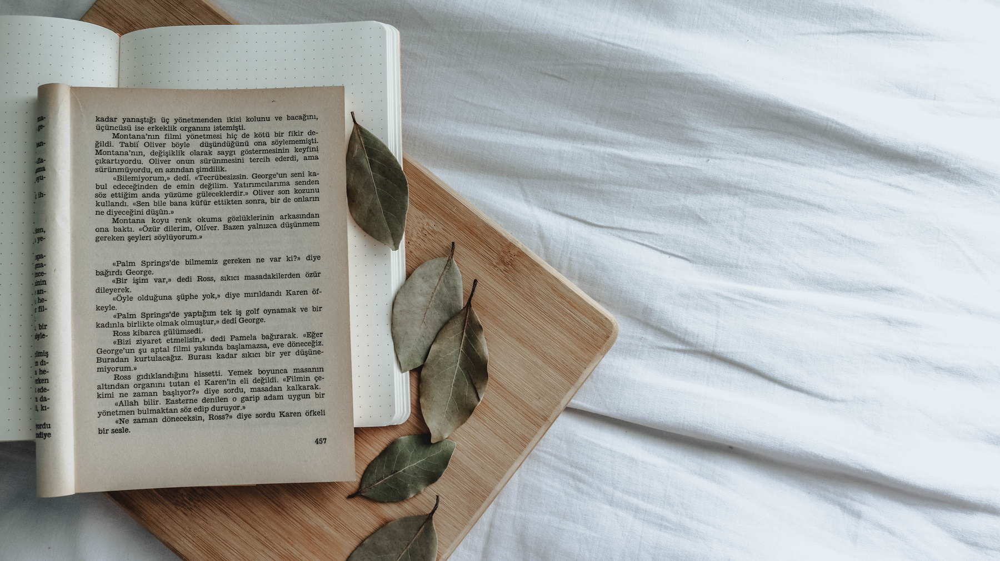 kadar yanaştığı üç yönetmenden ikisi kolunu ve bacağını,
üçüncüsü ise erkeklik organını istemişti.
Montana'nın filmi yönetmesi hiç de kötü bir fikir de-
ğildi. Tabiî Oliver böyle düşündüğünü ona söylememişti.
Montana'nın, değişiklik olarak saygı göstermesinin keyfini
çıkartıyordu. Oliver onun sürünmesini tercih ederdi, ama
sürünmüyordu, en azından şimdilik.
«Bilemiyorum,» dedi. «Tecrübesizsin. George'un seni ka-
bul edeceğinden de emin değilim. Yatırımcılarıma senden
söz ettiğim anda yüzüme güleceklerdir.» Oliver son kozunu
kullandı. «Sen bile bana küfür ettikten sonra, bir de onların
ne diyeceğini düşün.»
Montana koyu renk okuma gözlüklerinin arkasından
ona baktı. «Özür dilerim, Oliver. Bazen yalnızca düşünmem
gereken şeyleri söylüyorum.»
«Palm Springs'de bilmemiz gereken ne var ki?» diye
bağırdı George.
«Bir işim var,» dedi Ross, sıkıcı masadakilerden özür
dileyerek.
«Öyle olduğuna şüphe yok,» diye mırıldandı Karen öf-
keyle.
«Palm Springs'de yaptığım tek iş golf oynamak ve bir
kadınla birlikte olmak olmuştur,» dedi George.
Ross kibarca gülümsedi.
«Bizi ziyaret etmelisin,» dedi Pamela bağırarak. «Eğer
George'un şu aptal filmi yakında başlamazsa, eve döneceğiz.
Buradan kurtulacağız. Burası kadar sıkıcı bir yer düşüne-
miyorum.»
Ross gıdıklandığını hissetti. Yemek boyunca masanın
altından organını tutan el Karen'in eli değildi. «Filmin çe-
kimi ne zaman başlıyor?» diye sordu, masadan kalkarak.
«Allah bilir. Easterne denilen o garip adam uygun bir
yönetmen bulmaktan söz edip duruyor.»
«Ne zaman döneceksin, Ross?» diye sordu Karen öfkeli
bir sesle.
457